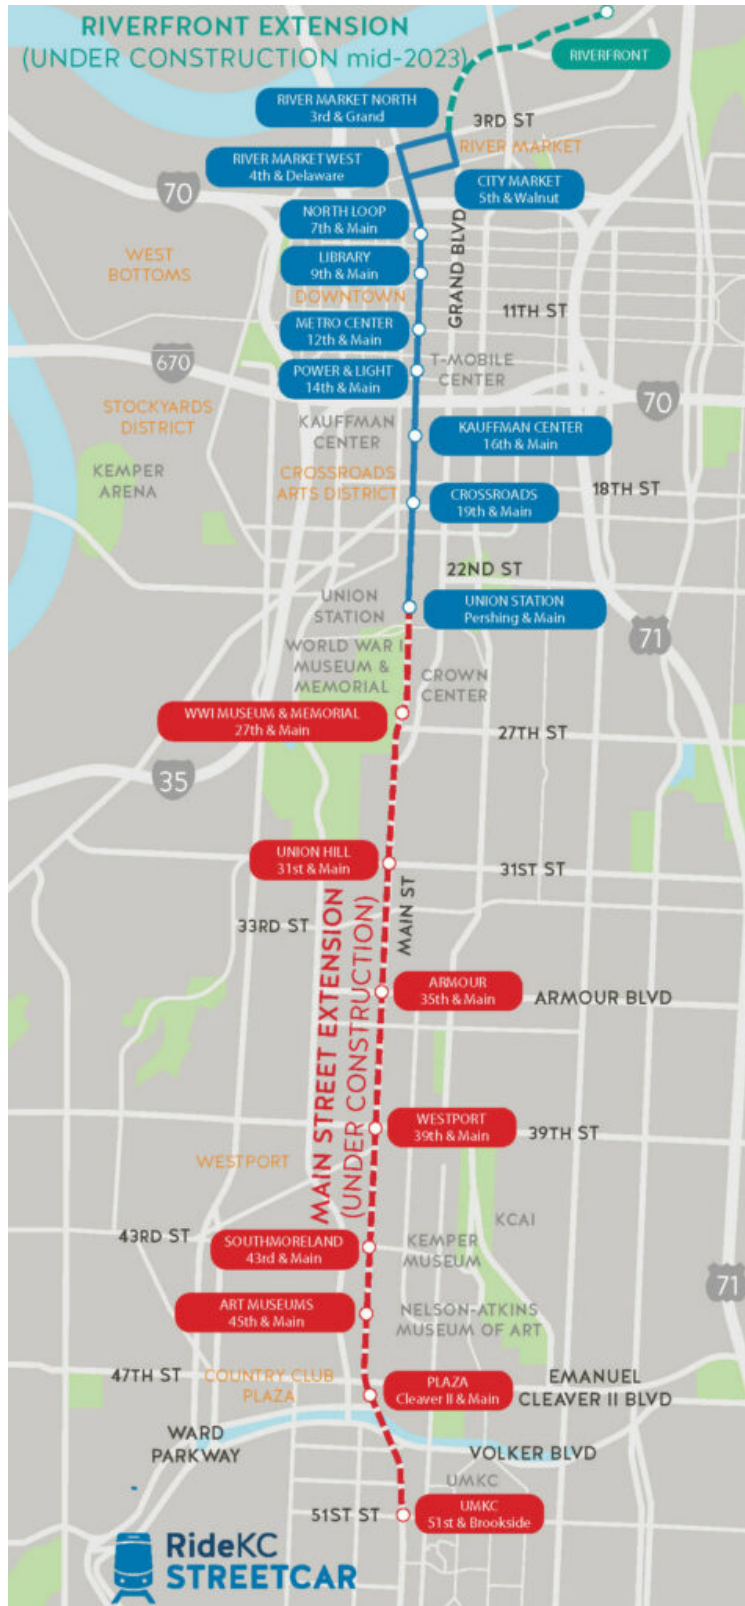 RIVERFRONT EXTENSION
(UNDER CONSTRUCTION mid-2023)
RIVERFRONT
RIVER MARKET NORTH
3rd & Grand
3RD ST
RIVER MARKET
RIVER MARKET WEST
4th & Delaware
CITY MARKET
5th & Walnut
70
NORTH LOOP
7th & Main
GRAND BLVD
WEST
BOTTOMS
LIBRARY
9th & Main
DOWNTOWN
11TH ST
METRO CENTER
12th & Main
670
T-MOBILE
CENTER
POWER & LIGHT
14th & Main
70
STOCKYARDS
DISTRICT
KAUFFMAN
CENTER
KAUFFMAN CENTER
16th & Main
KEMPER
ARENA
CROSSROADS
ARTS DISTRICT
18TH ST
CROSSROADS
19th & Main
22ND ST
UNION
STATION
UNION STATION
Pershing & Main
71
WORLD WAR I
MUSEUM &
MEMORIAL
CROWN
CENTER
WWI MUSEUM & MEMORIAL
27th & Main
27TH ST
35
UNION HILL
31st & Main
31ST ST
MAIN ST
33RD ST
MAIN STREET EXTENSION
(UNDER CONSTRUCTION)
ARMOUR
35th & Main
ARMOUR BLVD
WESTPORT
39th & Main
39TH ST
WESTPORT
KCAI
43RD ST
SOUTHMORELAND
43rd & Main
KEMPER
MUSEUM
71
ART MUSEUMS
45th & Main
NELSON-ATKINS
MUSEUM OF ART
47TH ST
COUNTRY CLUB
PLAZA
PLAZA
Cleaver II & Main
EMANUEL
CLEAVER II BLVD
WARD
PARKWAY
VOLKER BLVD
UMKC
51ST ST
UMKC
51st & Brookside
RideKC
STREETCAR